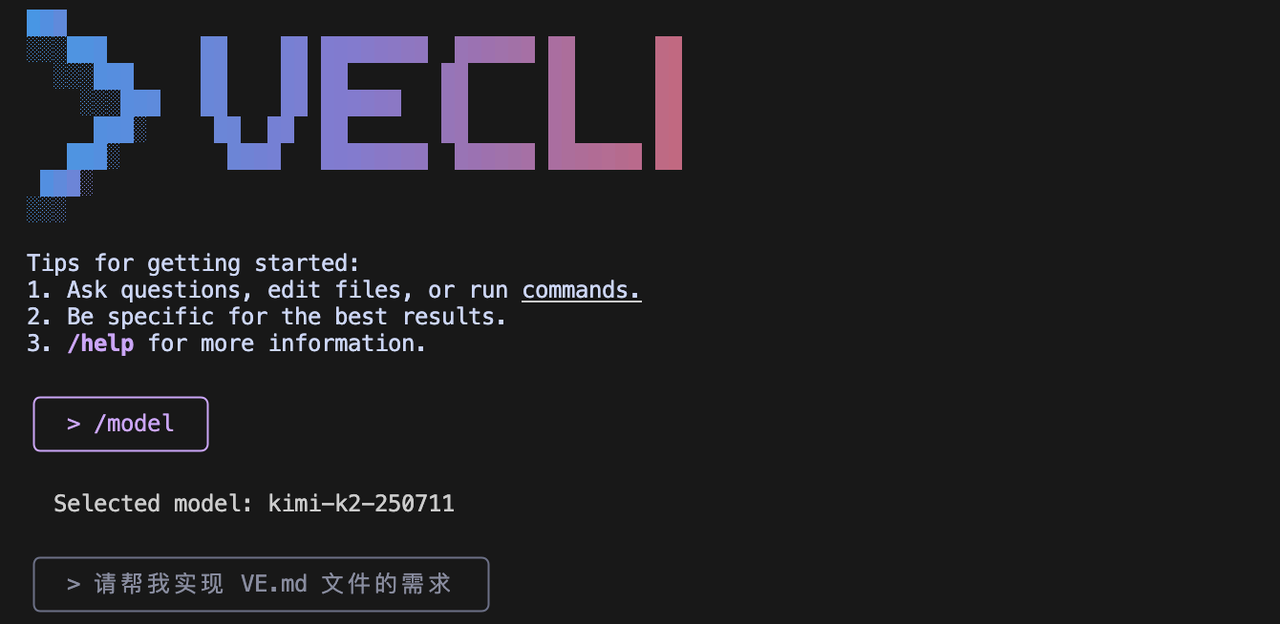 VECLI
Tips for getting started:
1. Ask questions, edit files, or run commands.
2. Be specific for the best results.
3. /help for more information.
> /model
Selected model: kimi-k2-250711
> 请帮我实现 VE.md 文件的需求